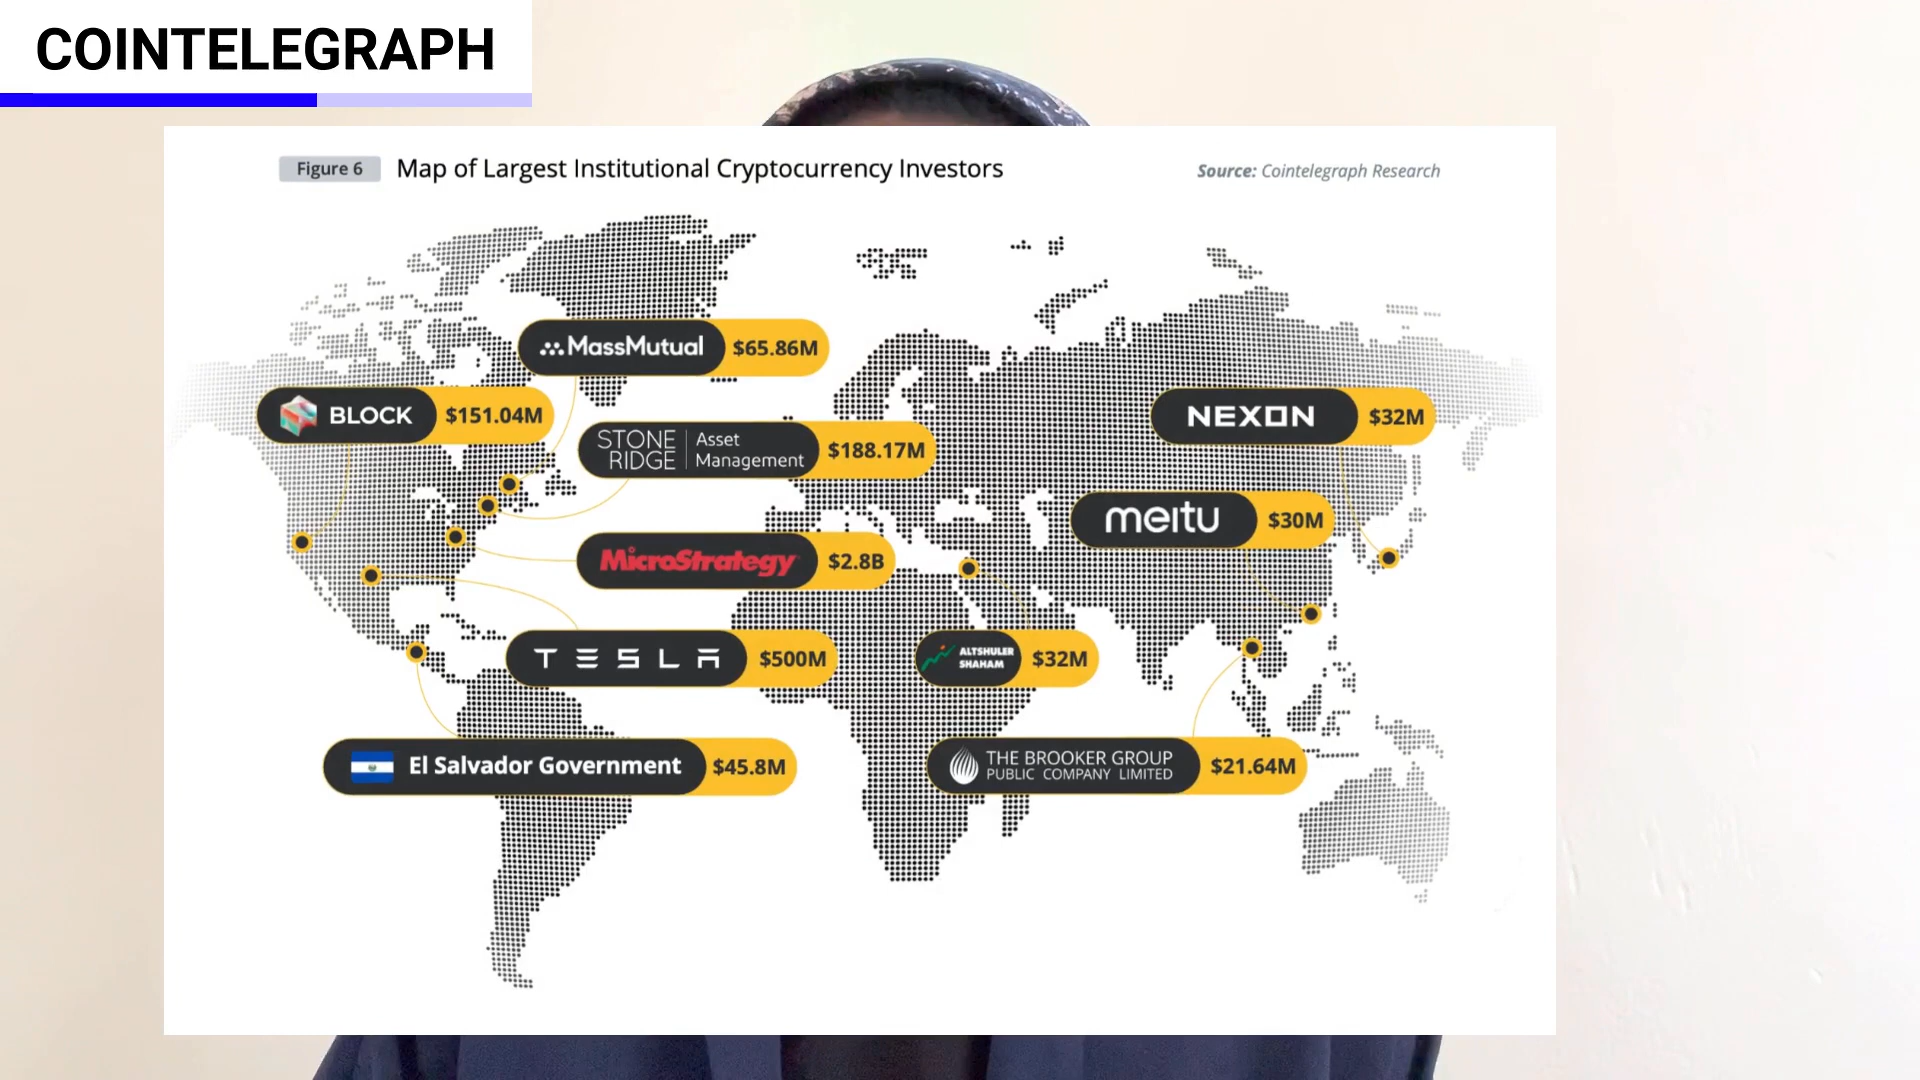 COINTELEGRAPH
Figure 6 Map of Largest Institutional Cryptocurrency Investors
Source: Cointelegraph Research
MassMutual $65.86M
BLOCK $151.04M
NEXON $32M
STONE RIDGE Asset Management $188.17M
meitu $30M
MicroStrategy $2.8B
TESLA $500M
ALTSHULER SHAHAM $32M
El Salvador Government $45.8M
THE BROOKER GROUP
PUBLIC COMPANY LIMITED $21.64M